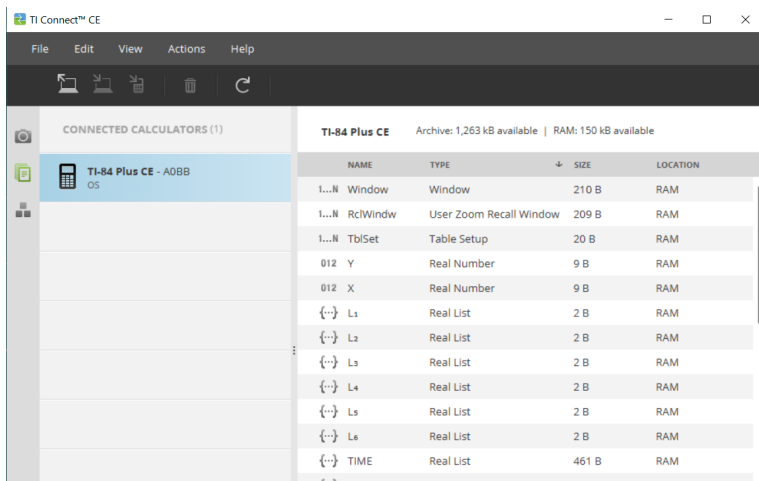 TI Connect™ CE
File Edit View Actions Help
CONNECTED CALCULATORS (1)
TI-84 Plus CE - A0BB
OS
TI-84 Plus CE Archive: 1,263 kB available | RAM: 150 kB available
NAME TYPE SIZE LOCATION
1...N Window Window 210 B RAM
1...N RclWindw User Zoom Recall Window 209 B RAM
1...N TblSet Table Setup 20 B RAM
012 Y Real Number 9 B RAM
012 X Real Number 9 B RAM
{...} L₁ Real List 2 B RAM
{...} L₂ Real List 2 B RAM
{...} L₃ Real List 2 B RAM
{...} L₄ Real List 2 B RAM
{...} L₅ Real List 2 B RAM
{...} L₆ Real List 2 B RAM
{...} TIME Real List 461 B RAM